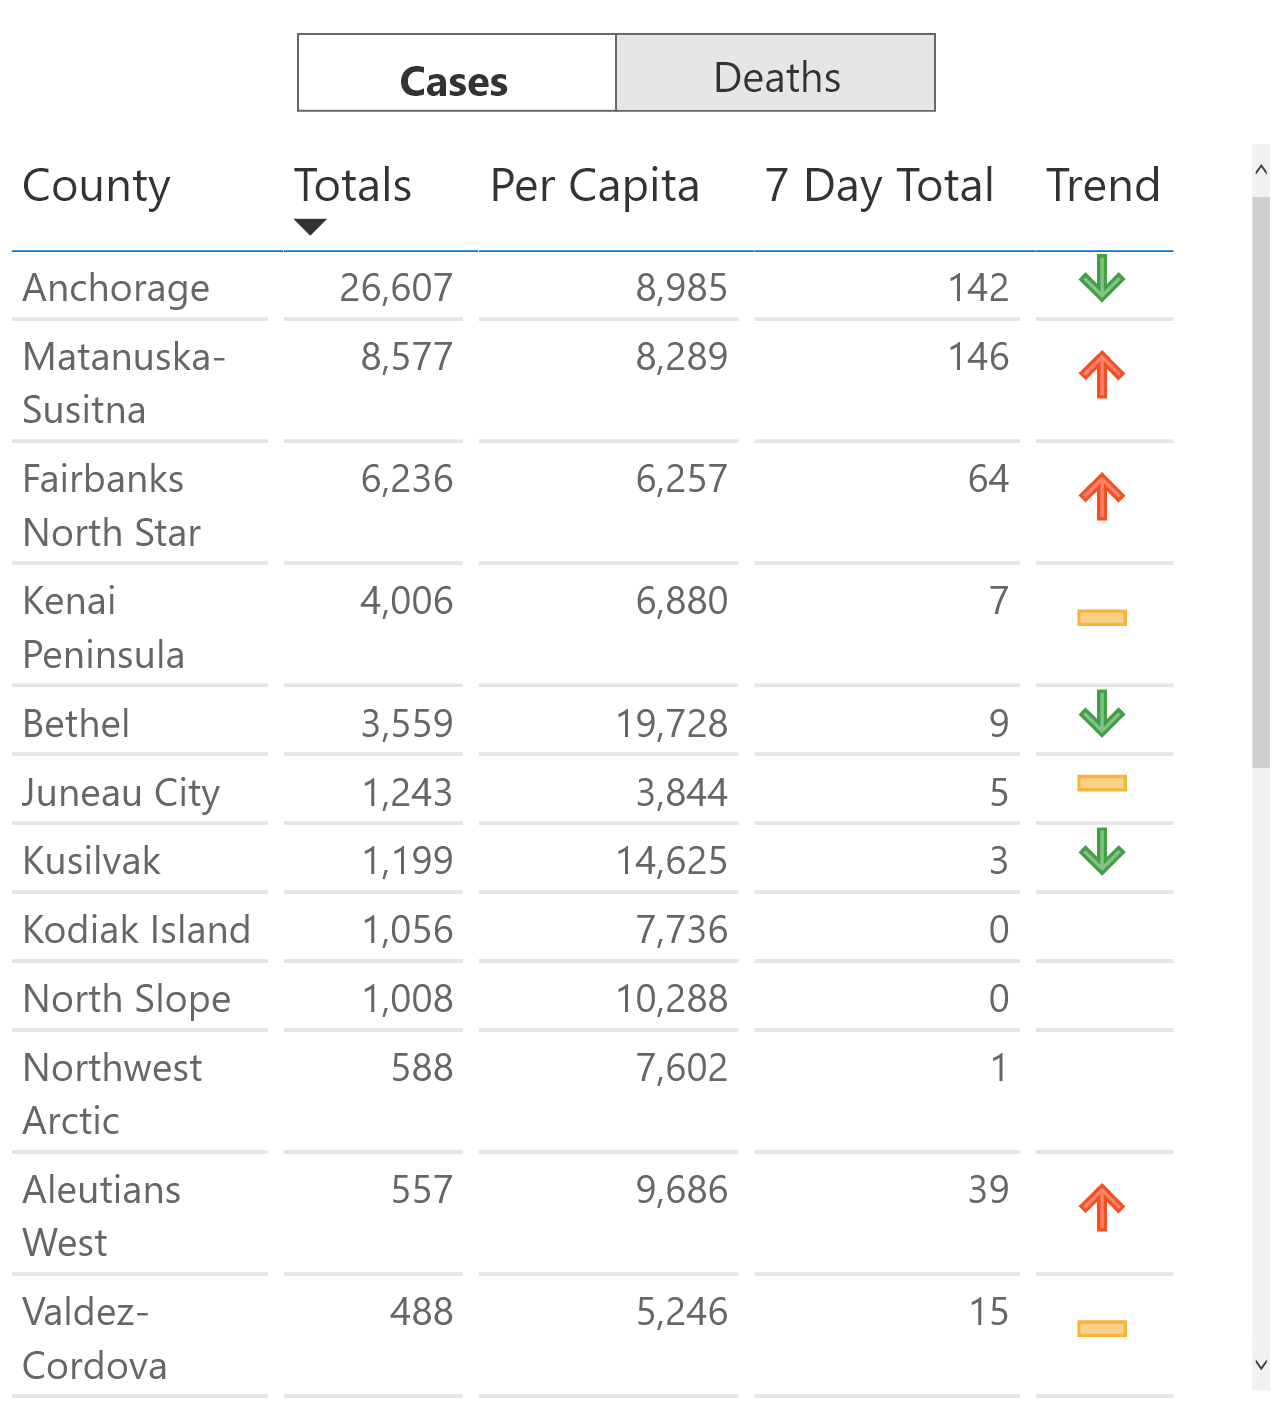 Cases Deaths
County Totals Per Capita 7 Day Total Trend
Anchorage 26,607 8,985 142
Matanuska- 8,577 8,289 146
Susitna
Fairbanks 6,236 6,257 64
North Star
Kenai 4,006 6,880 7
Peninsula
Bethel 3,559 19,728 9
Juneau City 1,243 3,844 5
Kusilvak 1,199 14,625 3
Kodiak Island 1,056 7,736 0
North Slope 1,008 10,288 0
Northwest 588 7,602 1
Arctic
Aleutians 557 9,686 39
West
Valdez- 488 5,246 15
Cordova